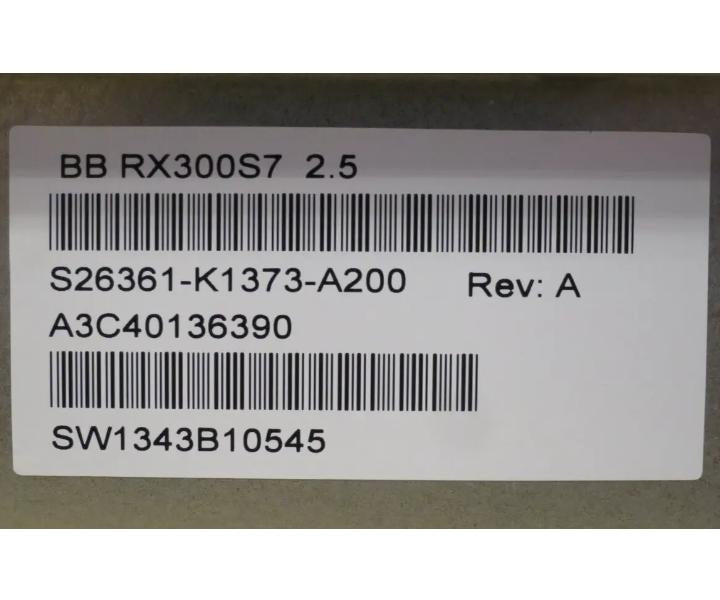 BB RX300S7 2.5
S26361-K1373-A200 Rev: A
A3C40136390
SW1343B10545